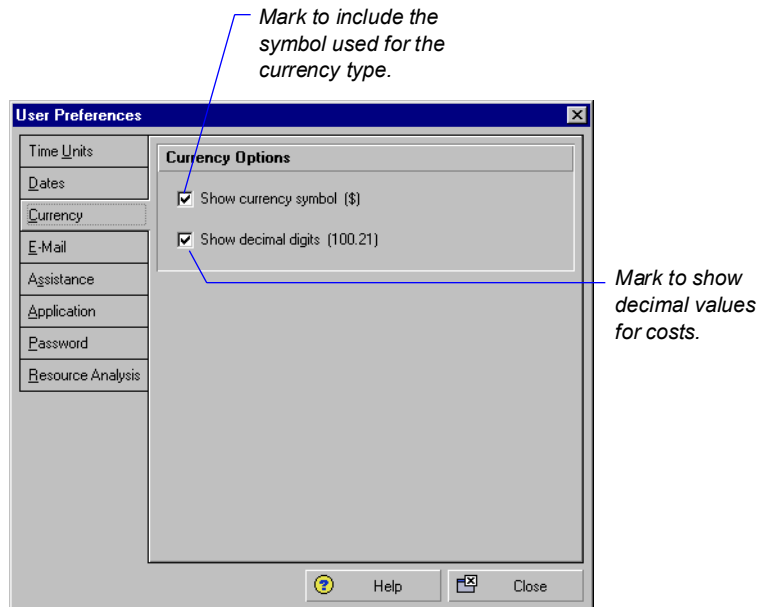 Mark to include the
symbol used for the
currency type.
User Preferences
Time Units
Dates
Currency
E-Mail
Assistance
Application
Password
Resource Analysis
Currency Options
Show currency symbol ($)
Show decimal digits (100.21)
Mark to show
decimal values
for costs.
Help
Close